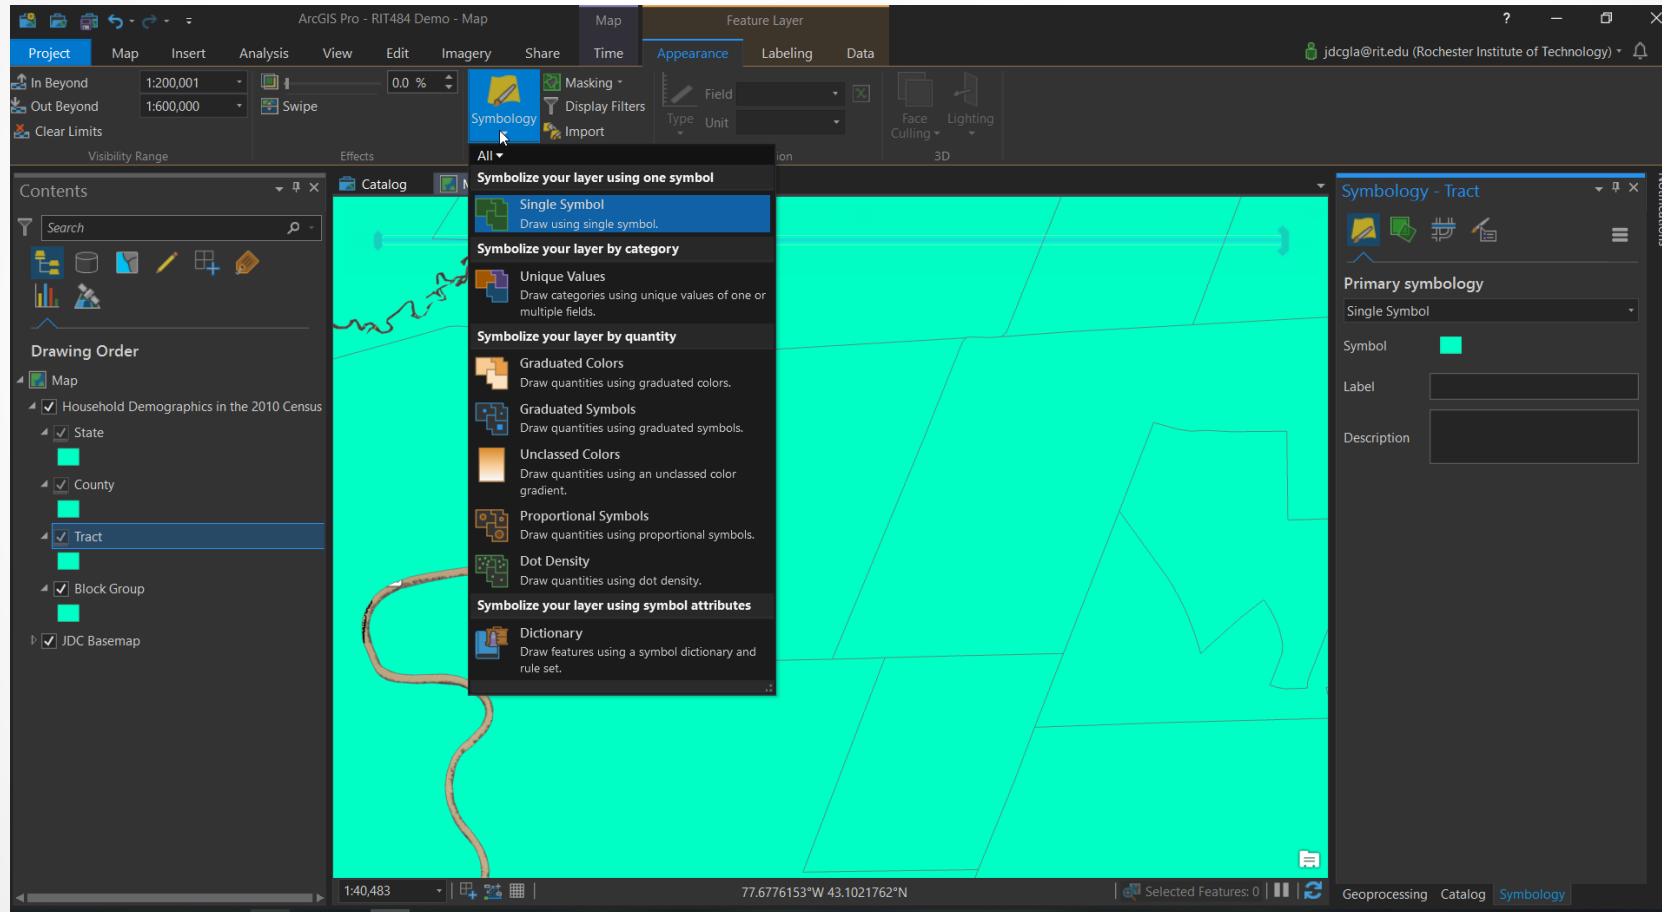 ArcGIS Pro - RIT484 Demo - Map
Map
Feature Layer
?
Project
Map
Insert
Analysis
View
Edit
Imagery
Share
Time
Appearance
Labeling
Data
jdcgla@rit.edu (Rochester Institute of Technology)
In Beyond
1:200,001
0.0 %
Out Beyond
1:600,000
Swipe
Clear Limits
Visibility Range
Effects
Symbology
Masking
Display Filters
Import
Type
Field
Unit
Face
Culling
Lighting
3D
All
Symbolize your layer using one symbol
Single Symbol
Draw using single symbol.
Symbolize your layer by category
Unique Values
Draw categories using unique values of one or
multiple fields.
Symbolize your layer by quantity
Graduated Colors
Draw quantities using graduated colors.
Graduated Symbols
Draw quantities using graduated symbols.
Unclassed Colors
Draw quantities using an unclassed color
gradient.
Proportional Symbols
Draw quantities using proportional symbols.
Dot Density
Draw quantities using dot density.
Symbolize your layer using symbol attributes
Dictionary
Draw features using a symbol dictionary and
rule set.
Contents
Search
Drawing Order
Map
Household Demographics in the 2010 Census
State
County
Tract
Block Group
JDC Basemap
Catalog
1:40,483
77.6776153°W 43.1021762°N
Selected Features: 0
Symbology - Tract
Primary symbology
Single Symbol
Symbol
Label
Description
Geoprocessing
Catalog
Symbology